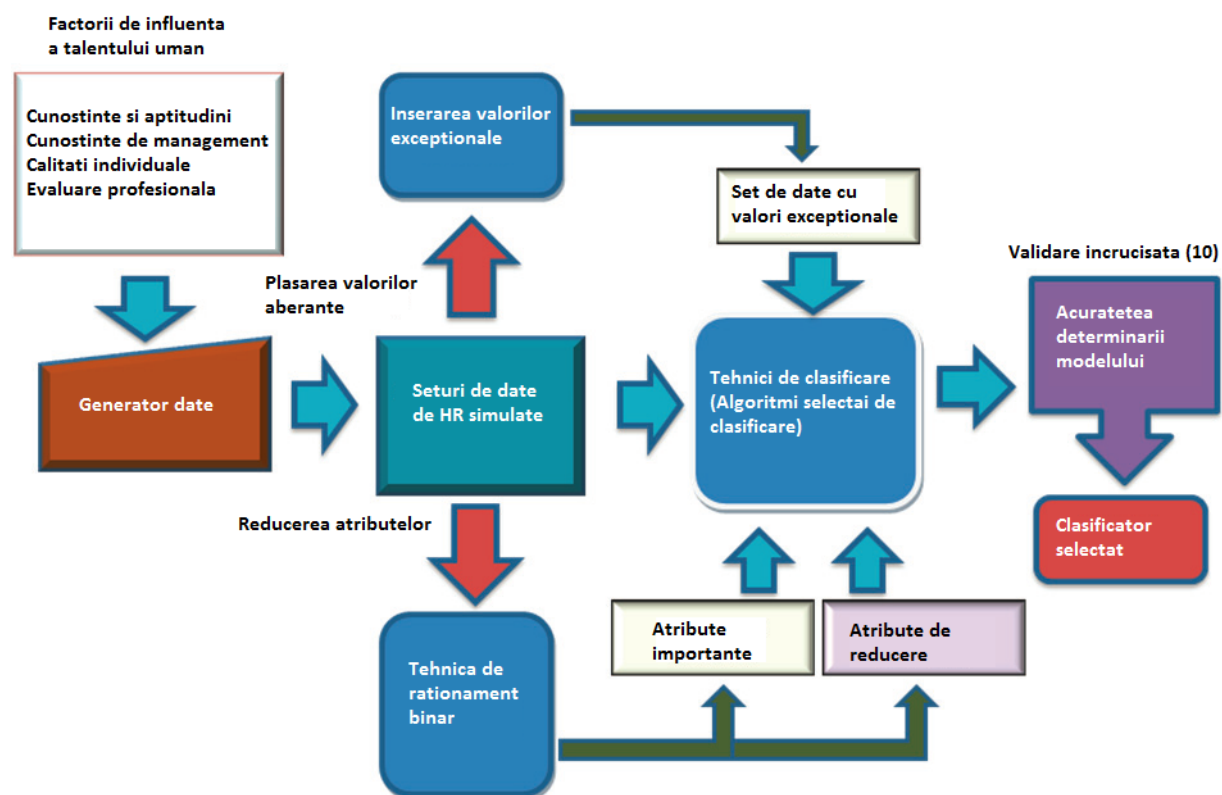 Factorii de influenta
a talentului uman
Cunostinte si aptitudini
Cunostinte de management
Calitati individuale
Evaluare profesionala
Inserarea valorilor
exceptionale
Set de date cu
valori exceptionale
Plasarea valorilor
aberante
Validare incrucisata (10)
Generator date
Seturi de date
de HR simulate
Tehnici de clasificare
(Algoritmi selectai de
clasificare)
Acuratetea
determinarii
modelului
Reducerea atributelor
Clasificator
selectat
Tehnica de
rationament
binar
Atribute
importante
Atribute de
reducere